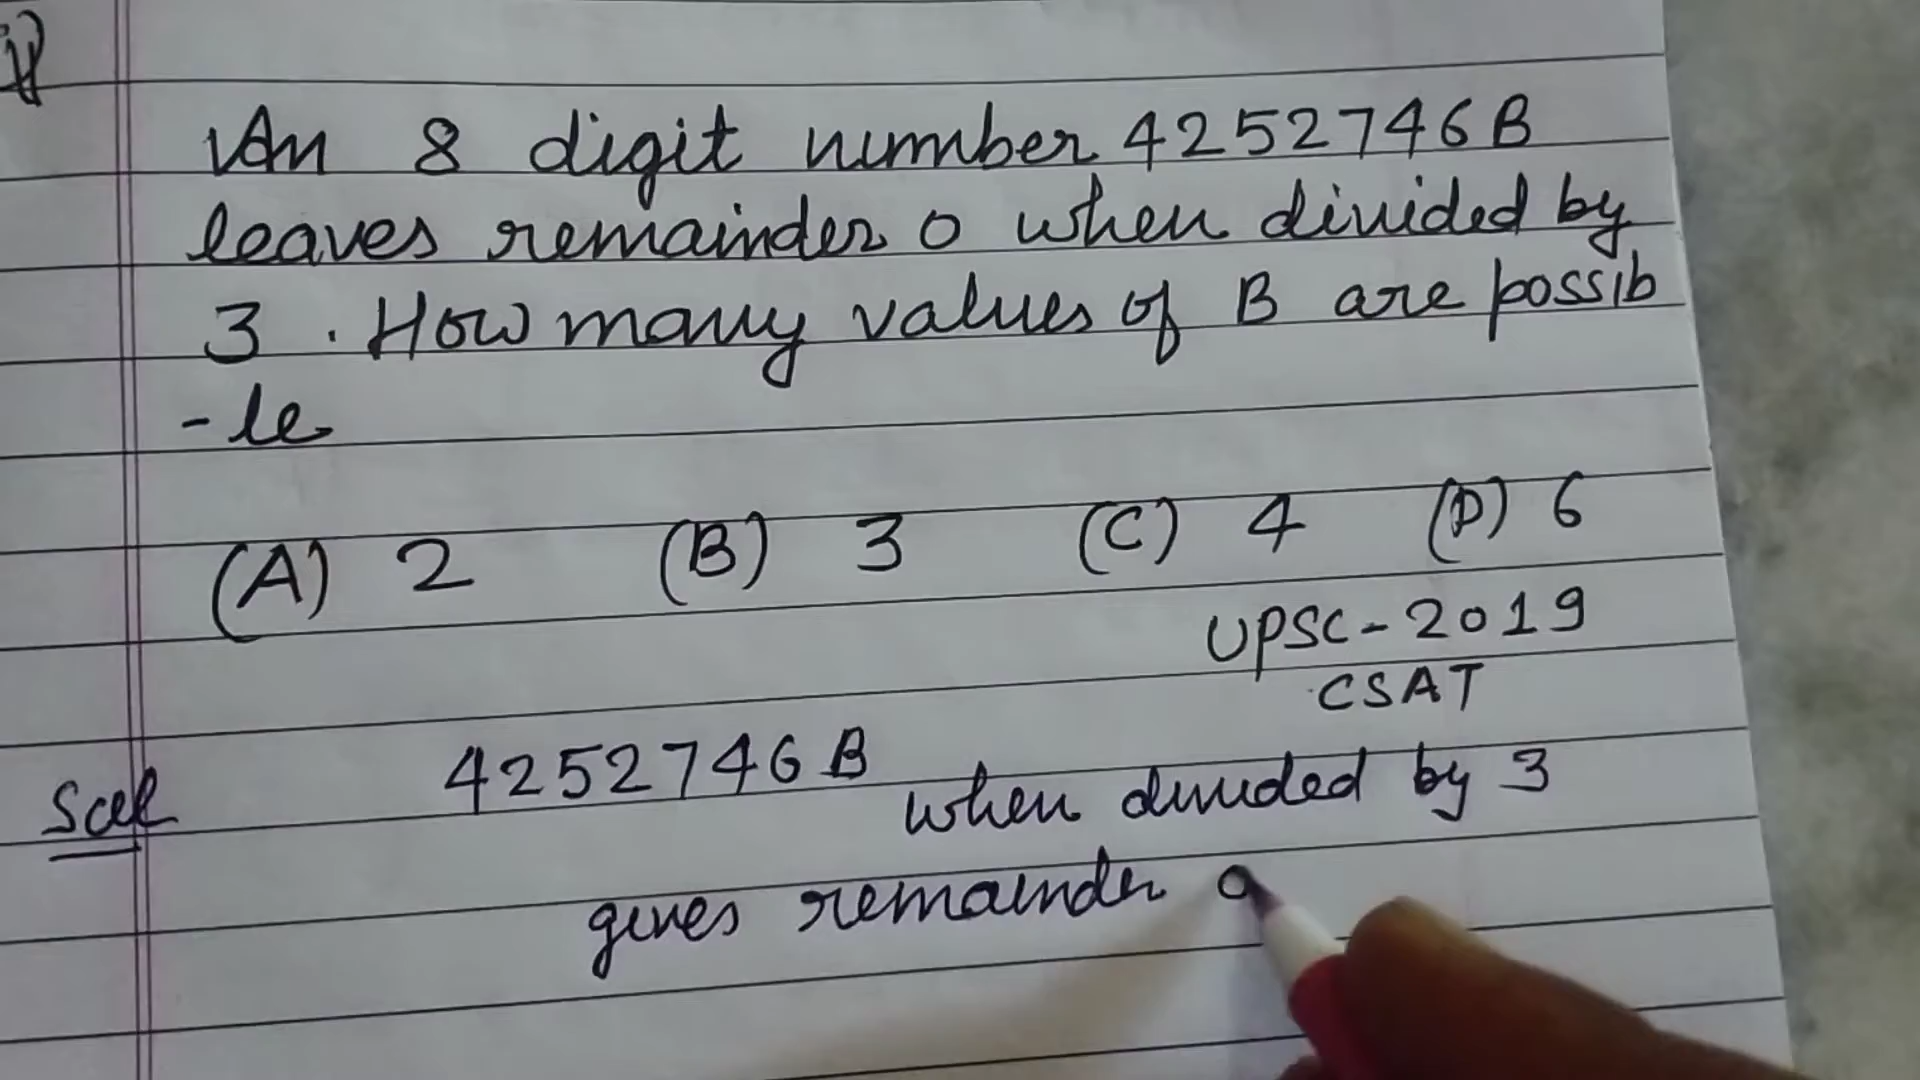 1)
An 8 digit number 4252746B
leaves remainder 0 when divided by
3. How many values of B are possib
-le
(A) 2 (B) 3 (C) 4 (D) 6
UPSC-2019
CSAT
Sol
4252746B when divided by 3
gives remainder 0